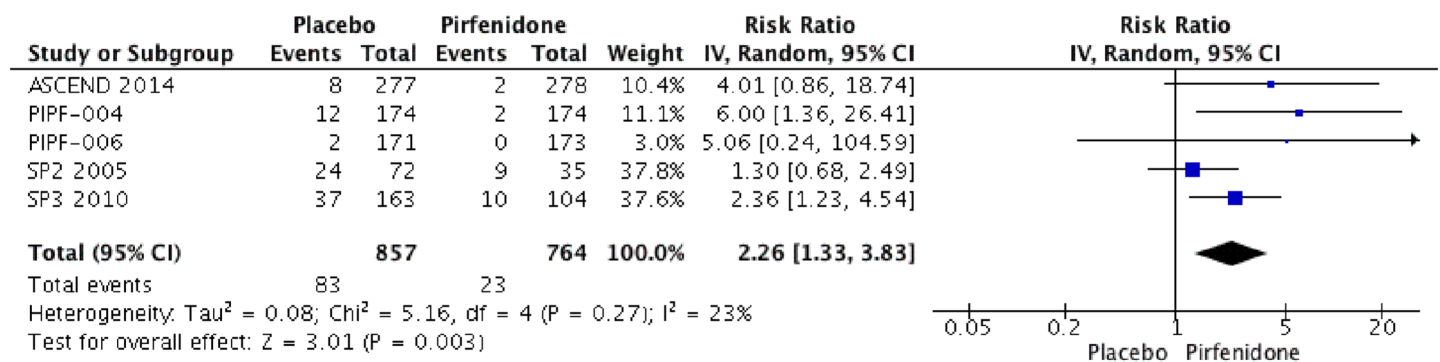 Placebo Pirfenidone Risk Ratio Risk Ratio
Study or Subgroup Events Total Events Total Weight IV, Random, 95% CI IV, Random, 95% CI
ASCEND 2014 8 277 2 278 10.4% 4.01 [0.86, 18.74]
PIPF-004 12 174 2 174 11.1% 6.00 [1.36, 26.41]
PIPF-006 2 171 0 173 3.0% 5.06 [0.24, 104.59]
SP2 2005 24 72 9 35 37.8% 1.30 [0.68, 2.49]
SP3 2010 37 163 10 104 37.6% 2.36 [1.23, 4.54]
Total (95% CI) 857 764 100.0% 2.26 [1.33, 3.83]
Total events 83 23
Heterogeneity: Tau² = 0.08; Chi² = 5.16, df = 4 (P = 0.27); I² = 23%
Test for overall effect: Z = 3.01 (P = 0.003)
0.05 0.2 1 5 20
Placebo Pirfenidone